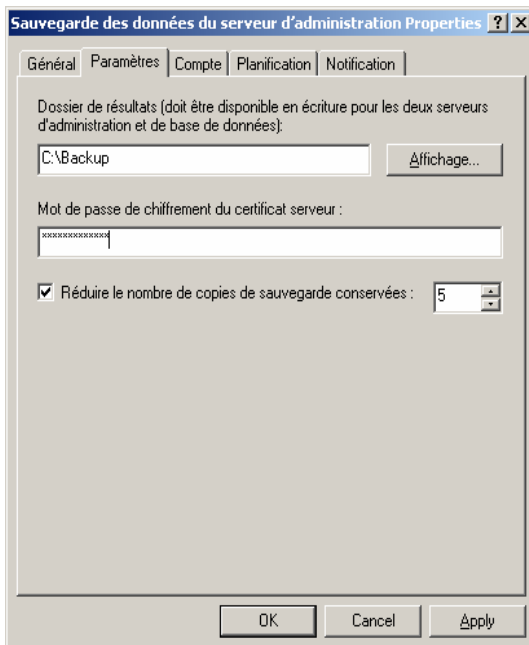 Sauvegarde des données du serveur d'administration Properties
Général Paramètres Compte Planification Notification
Dossier de résultats (doit être disponible en écriture pour les deux serveurs
d'administration et de base de données):
C:\Backup
Affichage...
Mot de passe de chiffrement du certificat serveur :
*************
Réduire le nombre de copies de sauvegarde conservées : 5
OK Cancel Apply